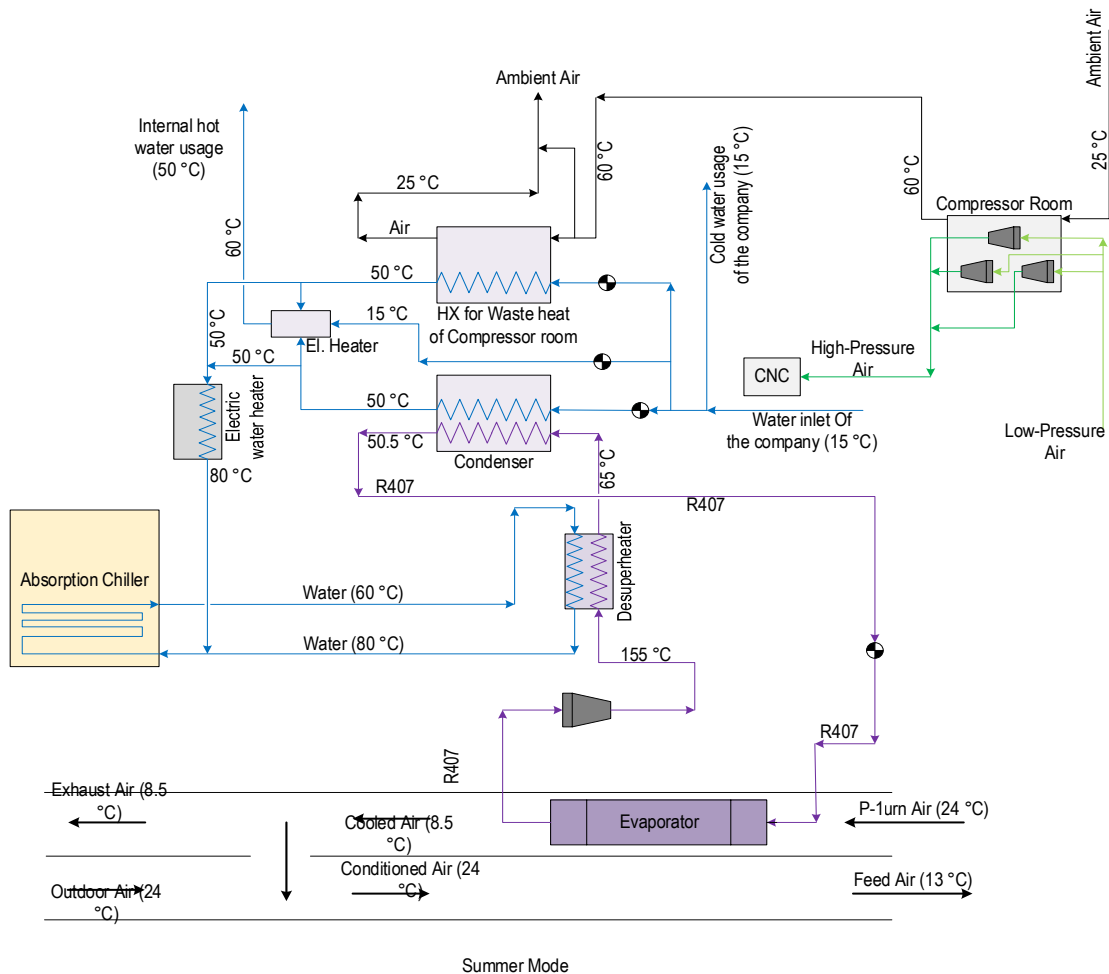 Ambient Air
Ambient Air
Internal hot
water usage
(50 °C)
60 °C
60 °C
25 °C
Cold water usage
of the company (15 °C)
25 °C
Compressor Room
60 °C
Air
50 °C
HX for Waste heat
of Compressor room
15 °C
El. Heater
50 °C
50 °C
High-Pressure
Air
CNC
Electric
water heater
50 °C
50.5 °C
Condenser
Water inlet Of
the company (15 °C)
Low-Pressure
Air
80 °C
65 °C
R407
R407
Absorption Chiller
Water (60 °C)
Desuperheater
Water (80 °C)
155 °C
R407
R407
Exhaust Air (8.5
°C)
Cooled Air (8.5
°C)
Evaporator
P-1urn Air (24 °C)
Outdoor Air (24
°C)
Conditioned Air (24
°C)
Feed Air (13 °C)
Summer Mode